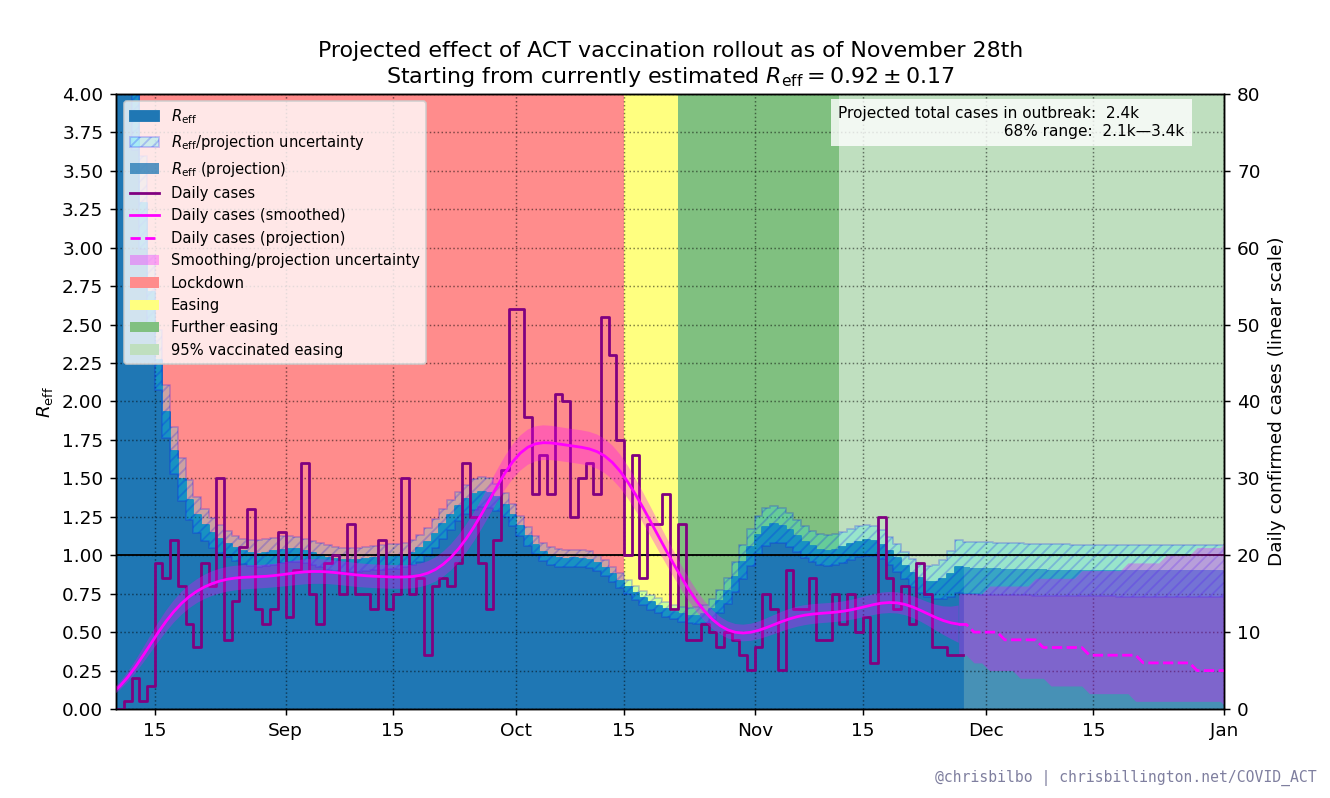 Projected effect of ACT vaccination rollout as of November 28th
Starting from currently estimated R_eff = 0.92 ± 0.17
R_eff
R_eff/projection uncertainty
R_eff (projection)
Daily cases
Daily cases (smoothed)
Daily cases (projection)
Smoothing/projection uncertainty
Lockdown
Easing
Further easing
95% vaccinated easing
Projected total cases in outbreak: 2.4k
68% range: 2.1k—3.4k
4.00
3.75
3.50
3.25
3.00
2.75
2.50
2.25
2.00
1.75
1.50
1.25
1.00
0.75
0.50
0.25
0.00
R_eff
80
70
60
50
40
30
20
10
0
Daily confirmed cases (linear scale)
15 Sep 15 Oct 15 Nov 15 Dec 15 Jan
@chrisbilbo | chrisbillington.net/COVID_ACT